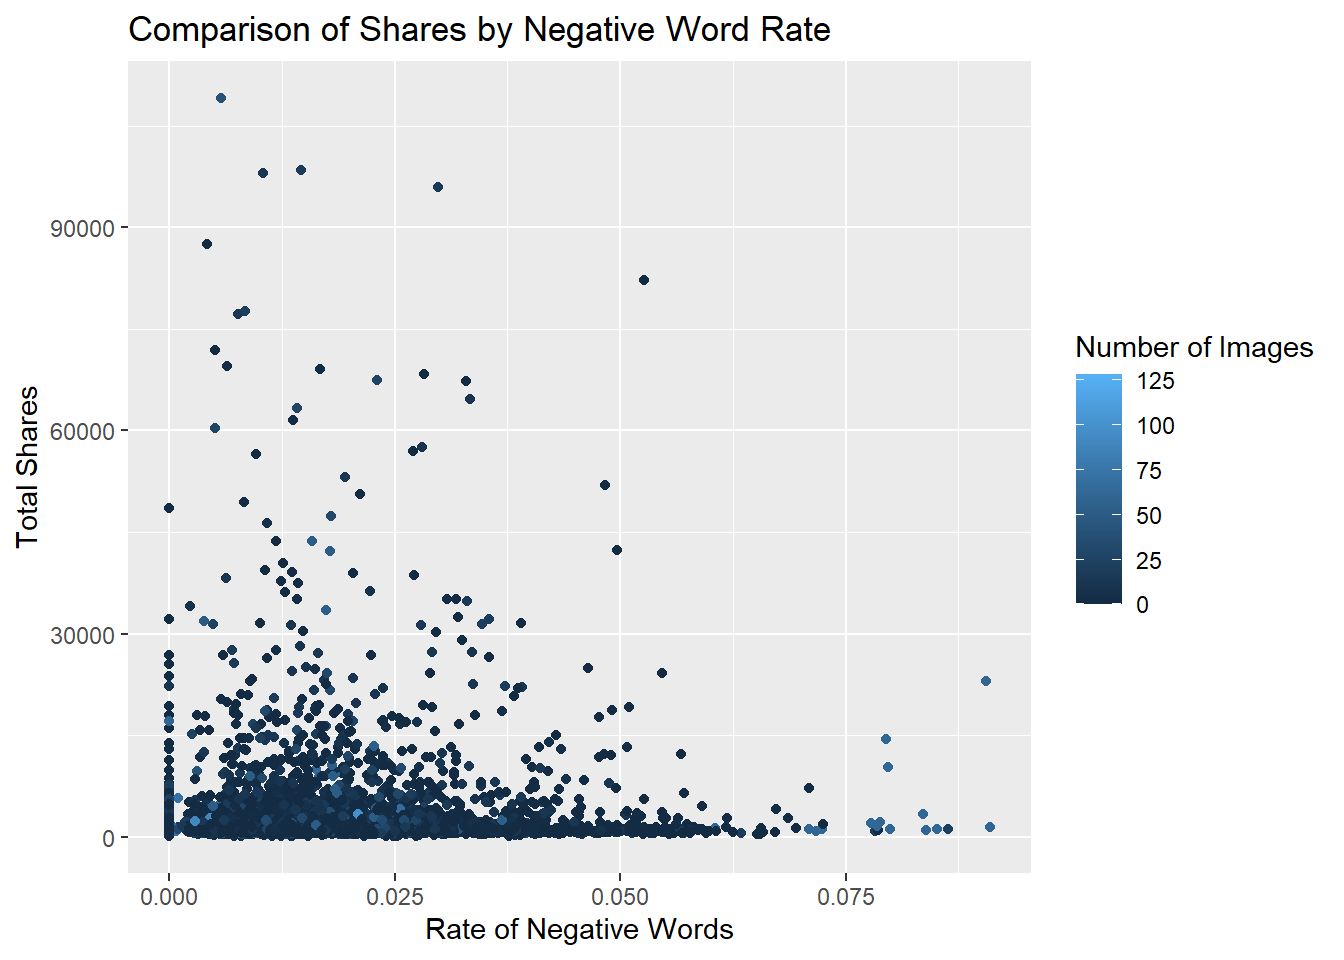 Comparison of Shares by Negative Word Rate
90000
60000
30000
0
Total Shares
0.000 0.025 0.050 0.075
Rate of Negative Words
Number of Images
125
100
75
50
25
0